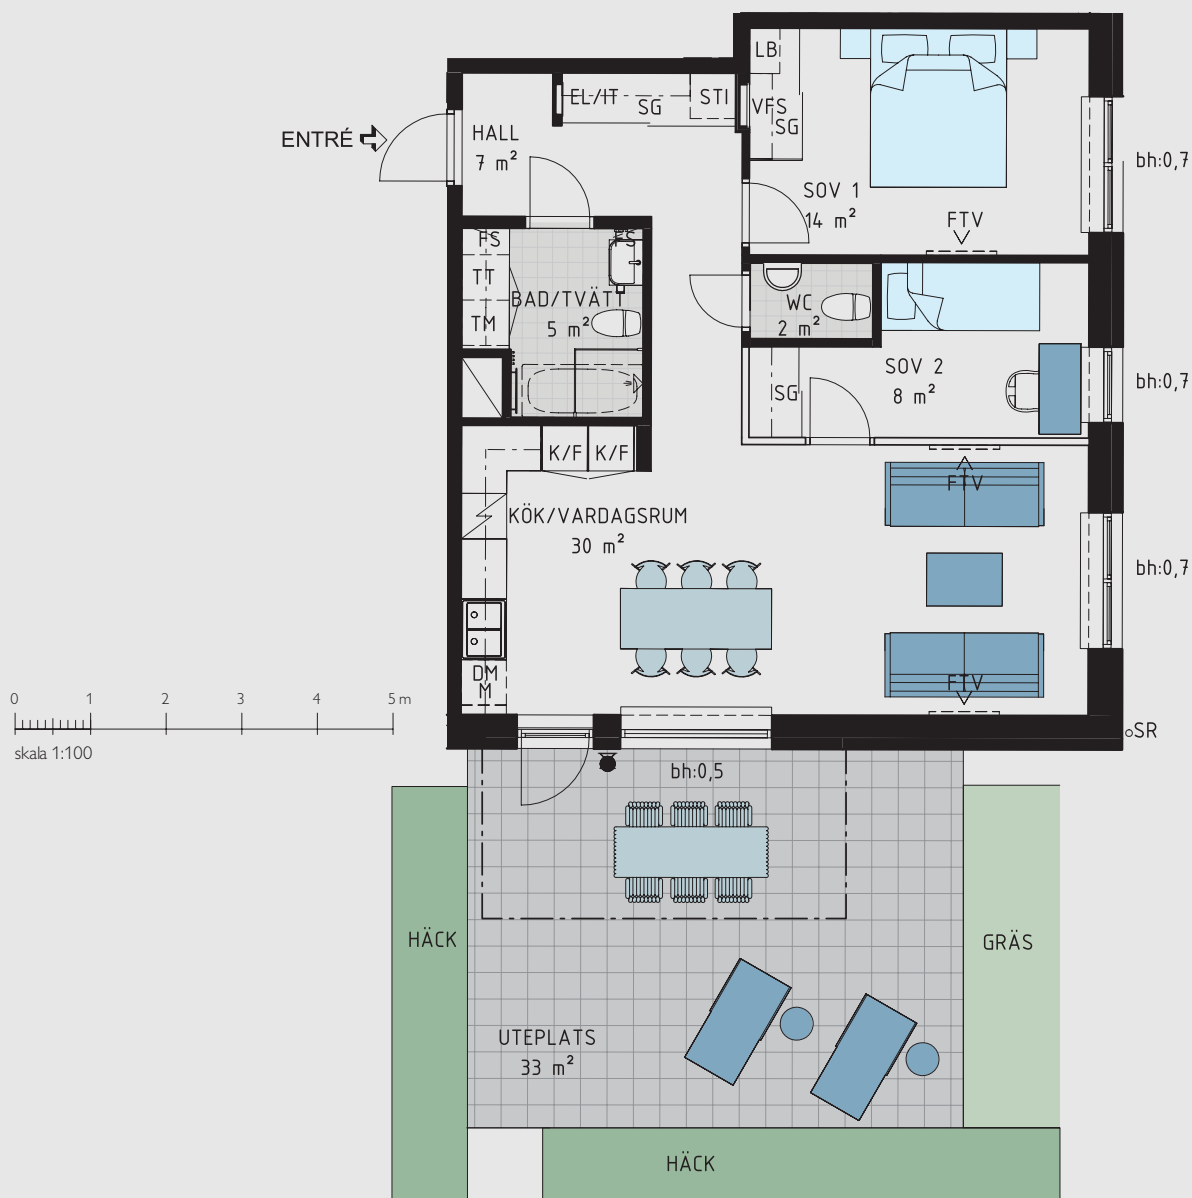 LB
EL/IT
STI
SG
VFS
SG
ENTRÉ
HALL
7 m²
bh:0,7
SOV 1
14 m²
FTV
FS
FS
TT
BAD/TVÄTT
5 m²
TM
WC
2 m²
SOV 2
8 m²
SG
bh:0,7
K/F
K/F
FTV
KÖK/VARDAGSRUM
30 m²
bh:0,7
DM
M
FTV
0 1 2 3 4 5 m
skala 1:100
SR
bh:0,5
HÄCK
GRÄS
UTEPLATS
33 m²
HÄCK